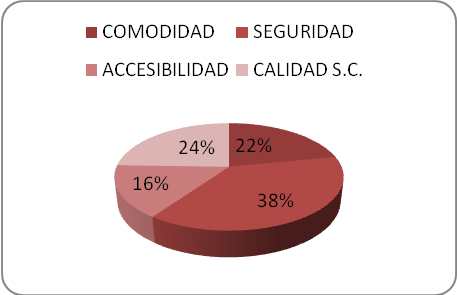 COMODIDAD SEGURIDAD
ACCESIBILIDAD CALIDAD S.C.
24% 22%
16%
38%